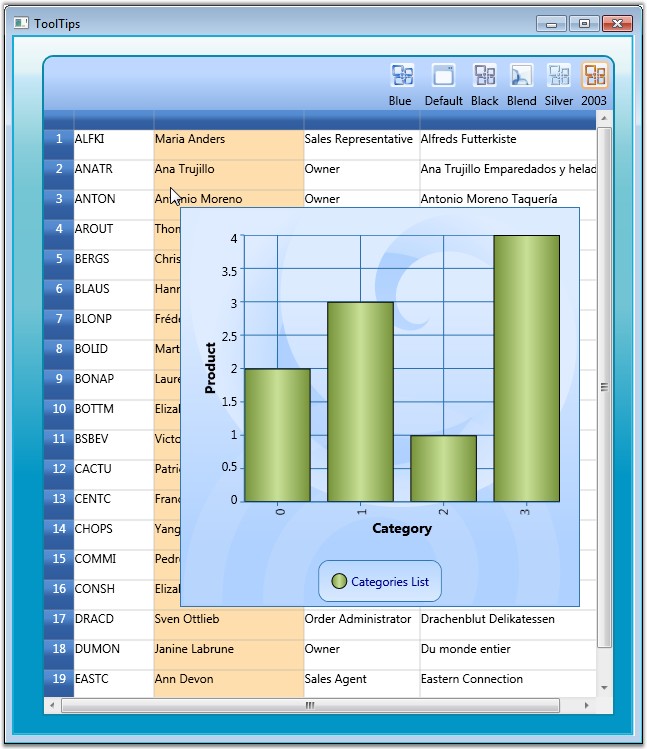 ToolTips
Blue Default Black Blend Silver 2003
1 ALFKI Maria Anders Sales Representative Alfreds Futterkiste
2 ANATR Ana Trujillo Owner Ana Trujillo Emparedados y helad
3 ANTON Antonio Moreno Owner Antonio Moreno Taquería
4 AROUT Thon
5 BERGS Chris
6 BLAUS Hann
7 BLONP Fréde
8 BOLID Mart
9 BONAP Laure
10 BOTTM Elizab
11 BSBEV Victo
12 CACTU Patric
13 CENTC Franc
14 CHOPS Yang
15 COMMI Pedro
16 CONSH Elizab
4
3.5
3
2.5
2
1.5
1
0.5
0
Product
0 1 2 3
Category
Categories List
17 DRACD Sven Ottlieb Order Administrator Drachenblut Delikatessen
18 DUMON Janine Labrune Owner Du monde entier
19 EASTC Ann Devon Sales Agent Eastern Connection